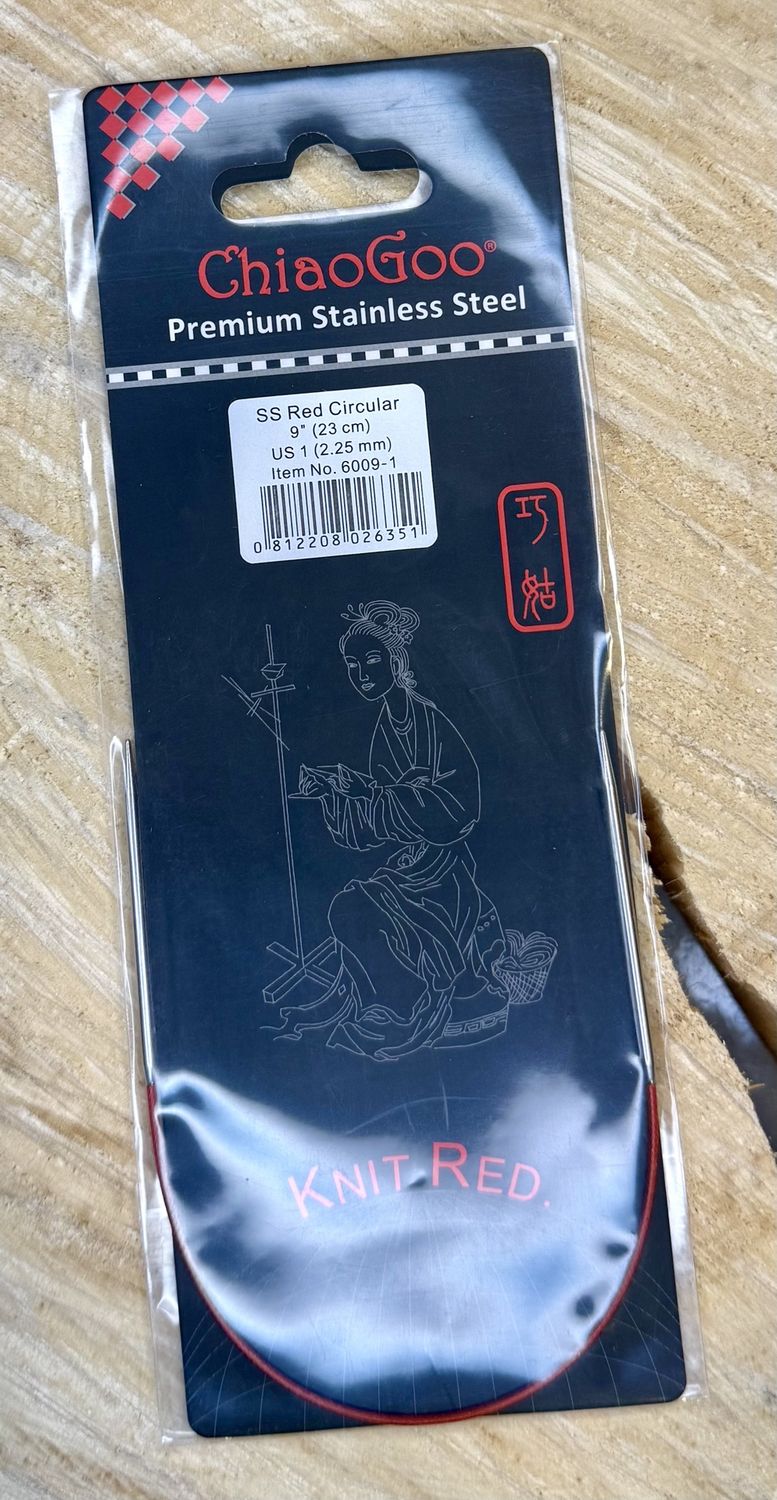 ChiaoGoo®
Premium Stainless Steel
SS Red Circular
9" (23 cm)
US 1 (2.25 mm)
Item No. 6009-1
0 812208 026351
巧
姑
KNIT RED.